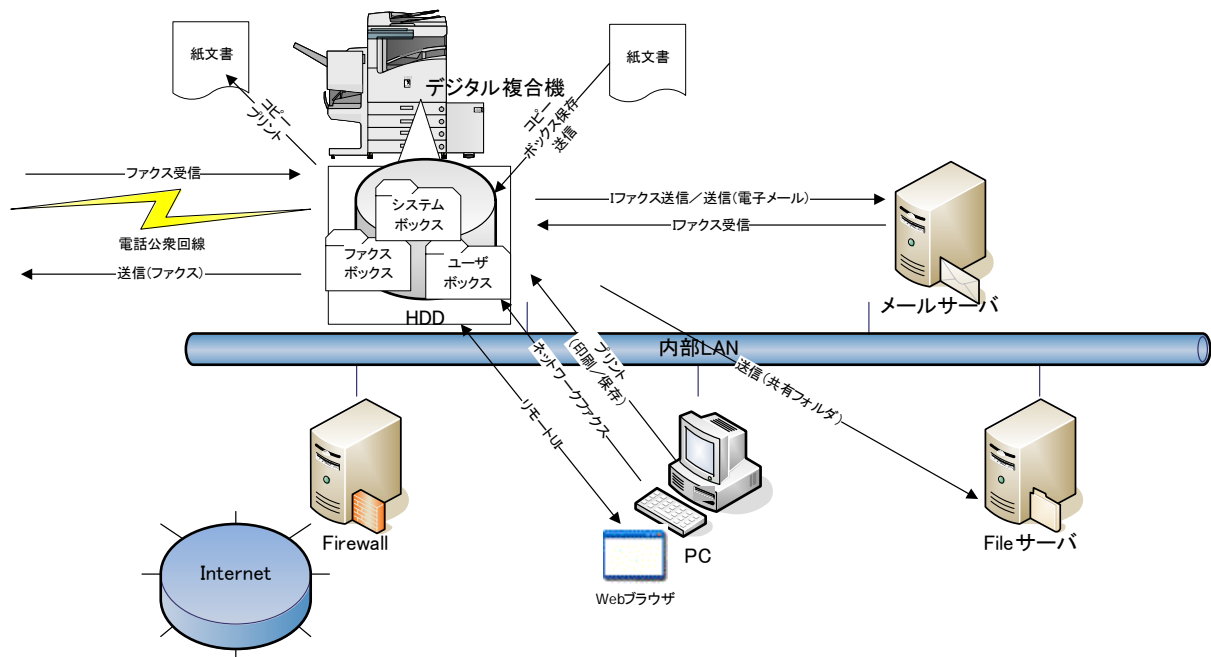 紙文書
紙文書
デジタル複合機
コピー
プリント
コピー
ボックス保存
送信
ファクス受信
電話公衆回線
送信(ファクス)
システム
ボックス
ファクス
ボックス
ユーザ
ボックス
HDD
Iファクス送信／送信(電子メール)
Iファクス受信
メールサーバ
内部LAN
プリント
(印刷／保存)
ネットワークファクス
リモートUI
送信(共有フォルダ)
Firewall
Internet
PC
Webブラウザ
Fileサーバ